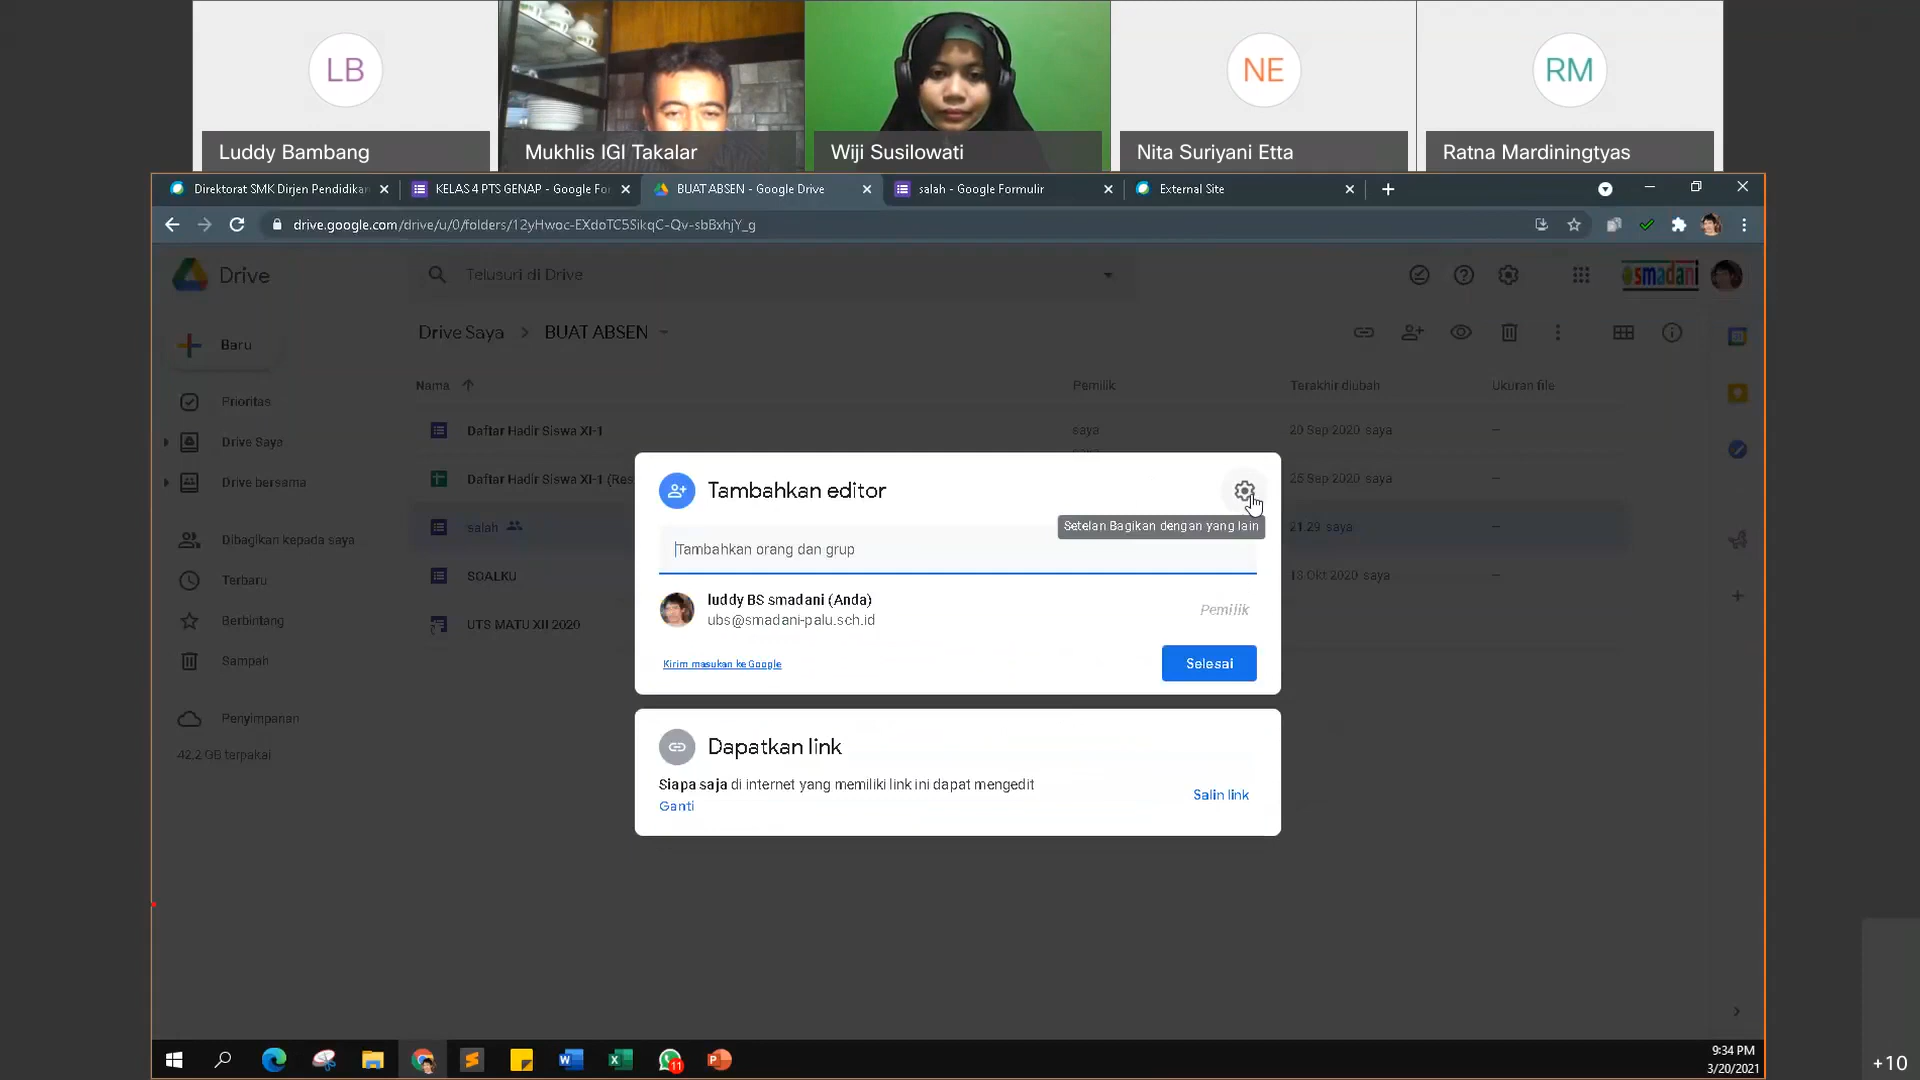 LB
NE
RM
Luddy Bambang
Mukhlis IGI Takalar
Wiji Susilowati
Nita Suriyani Etta
Ratna Mardiningtyas
Direktorat SMK Dirjen Pendidikan
KELAS 4 PTS GENAP - Google For
BUAT ABSEN - Google Drive
salah - Google Formulir
External Site
drive.google.com/drive/u/0/folders/12yHwoc-EXdoTC5SikqC-Qv-sbBxhjY_g
Drive
Telusuri di Drive
smadani
Baru
Drive Saya > BUAT ABSEN
Prioritas
Drive Saya
Drive bersama
Dibagikan kepada saya
Terbaru
Berbintang
Sampah
Penyimpanan
42,2 GB terpakai
Nama
Pemilik
Terakhir diubah
Ukuran file
Daftar Hadir Siswa XI-1
saya
20 Sep 2020 saya
–
Daftar Hadir Siswa XI-1 (Res
25 Sep 2020 saya
–
salah
21.29 saya
–
SOALKU
13 Okt 2020 saya
–
UTS MATU XII 2020
Tambahkan editor
Setelan Bagikan dengan yang lain
Tambahkan orang dan grup
luddy BS smadani (Anda)
ubs@smadani-palu.sch.id
Pemilik
Kirim masukan ke Google
Selesai
Dapatkan link
Siapa saja di internet yang memiliki link ini dapat mengedit
Ganti
Salin link
11
9:34 PM
3/20/2021
+10